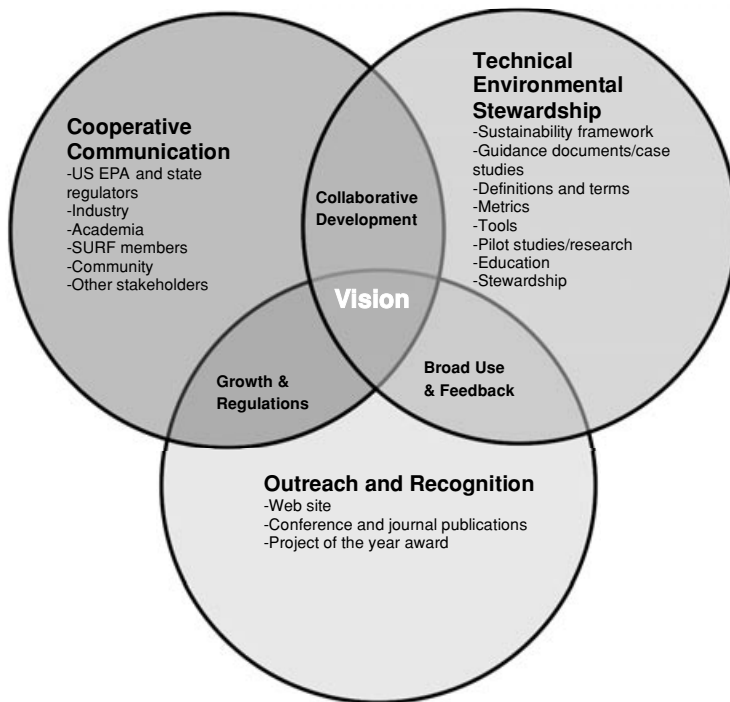 Cooperative
Communication
-US EPA and state
regulators
-Industry
-Academia
-SURF members
-Community
-Other stakeholders
Technical
Environmental
Stewardship
-Sustainability framework
-Guidance documents/case
studies
-Definitions and terms
-Metrics
-Tools
-Pilot studies/research
-Education
-Stewardship
Collaborative
Development
Vision
Growth &
Regulations
Broad Use
& Feedback
Outreach and Recognition
-Web site
-Conference and journal publications
-Project of the year award